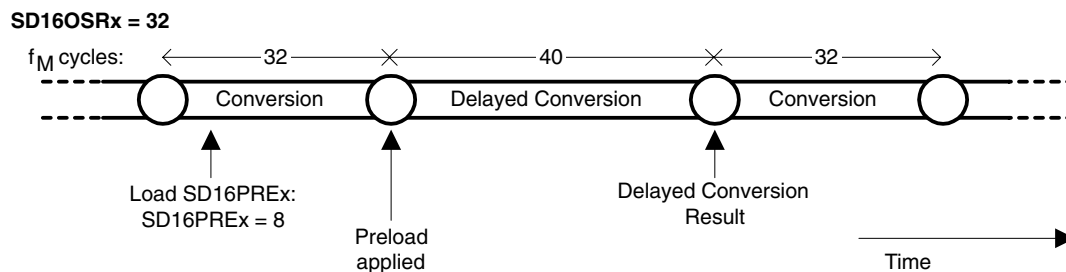 SD16OSRx = 32
fM cycles: 32 40 32
Conversion Delayed Conversion Conversion
Load SD16PREx:
SD16PREx = 8
Delayed Conversion
Result
Preload
applied
Time